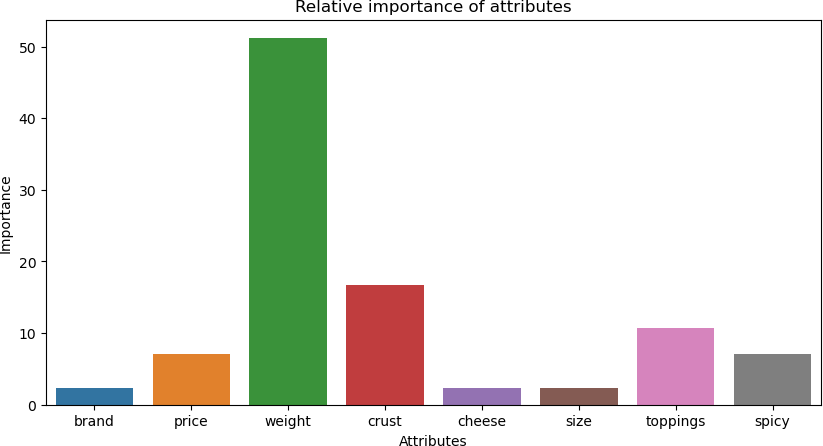 Relative importance of attributes
50
40
30
20
10
0
Importance
brand price weight crust cheese size toppings spicy
Attributes